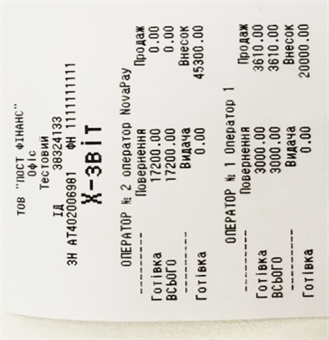 ТОВ "ПОСТ ФІНАНС"
Офіс
Тестовий
ІД 38324133
ЗН АТ402006981 ФН 1111111111
Х-звіт
ОПЕРАТОР № 2 оператор NovaPay
---------- Повернення Продаж
Готівка 17200.00 0.00
ВСЬОГО 17200.00 0.00
---------- Видача Внесок
Готівка 0.00 45300.00
ОПЕРАТОР № 1 Оператор 1
---------- Повернення Продаж
Готівка 3000.00 3610.00
ВСЬОГО 3000.00 3610.00
---------- Видача Внесок
Готівка 0.00 20000.00